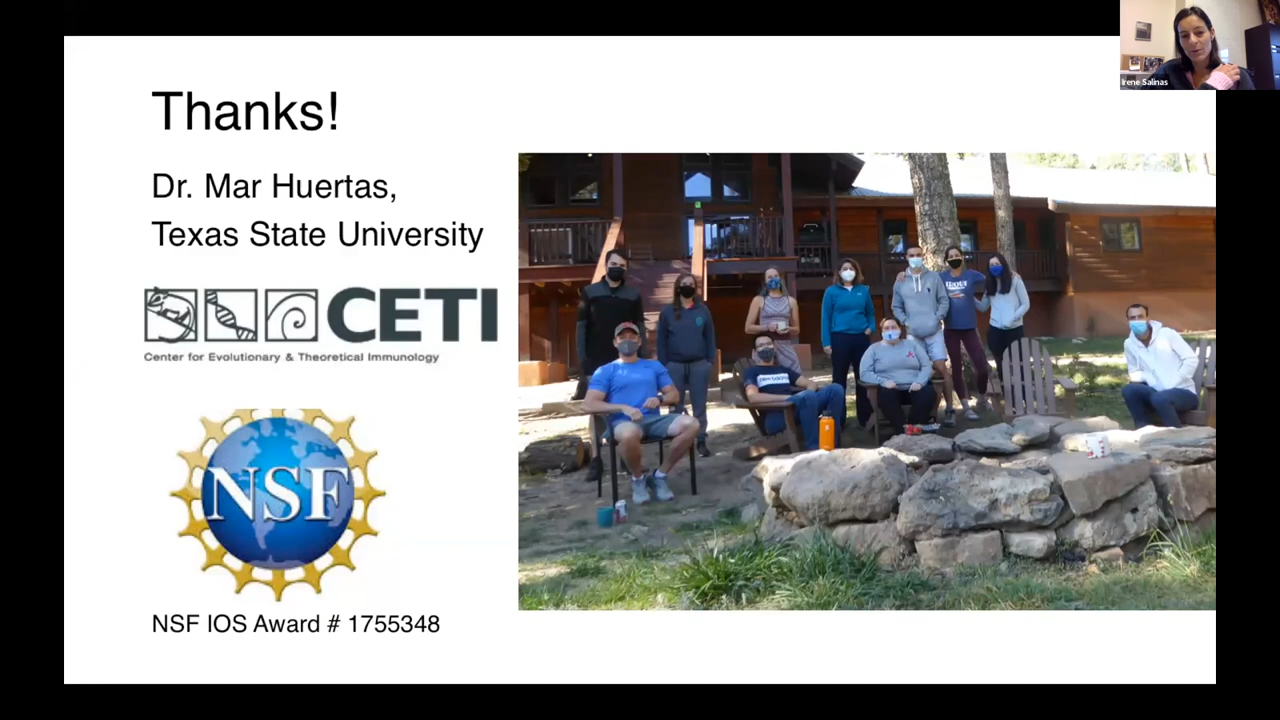 Irene Salinas
Thanks!
Dr. Mar Huertas,
Texas State University
CETI
Center for Evolutionary & Theoretical Immunology
NSF
NSF IOS Award # 1755348